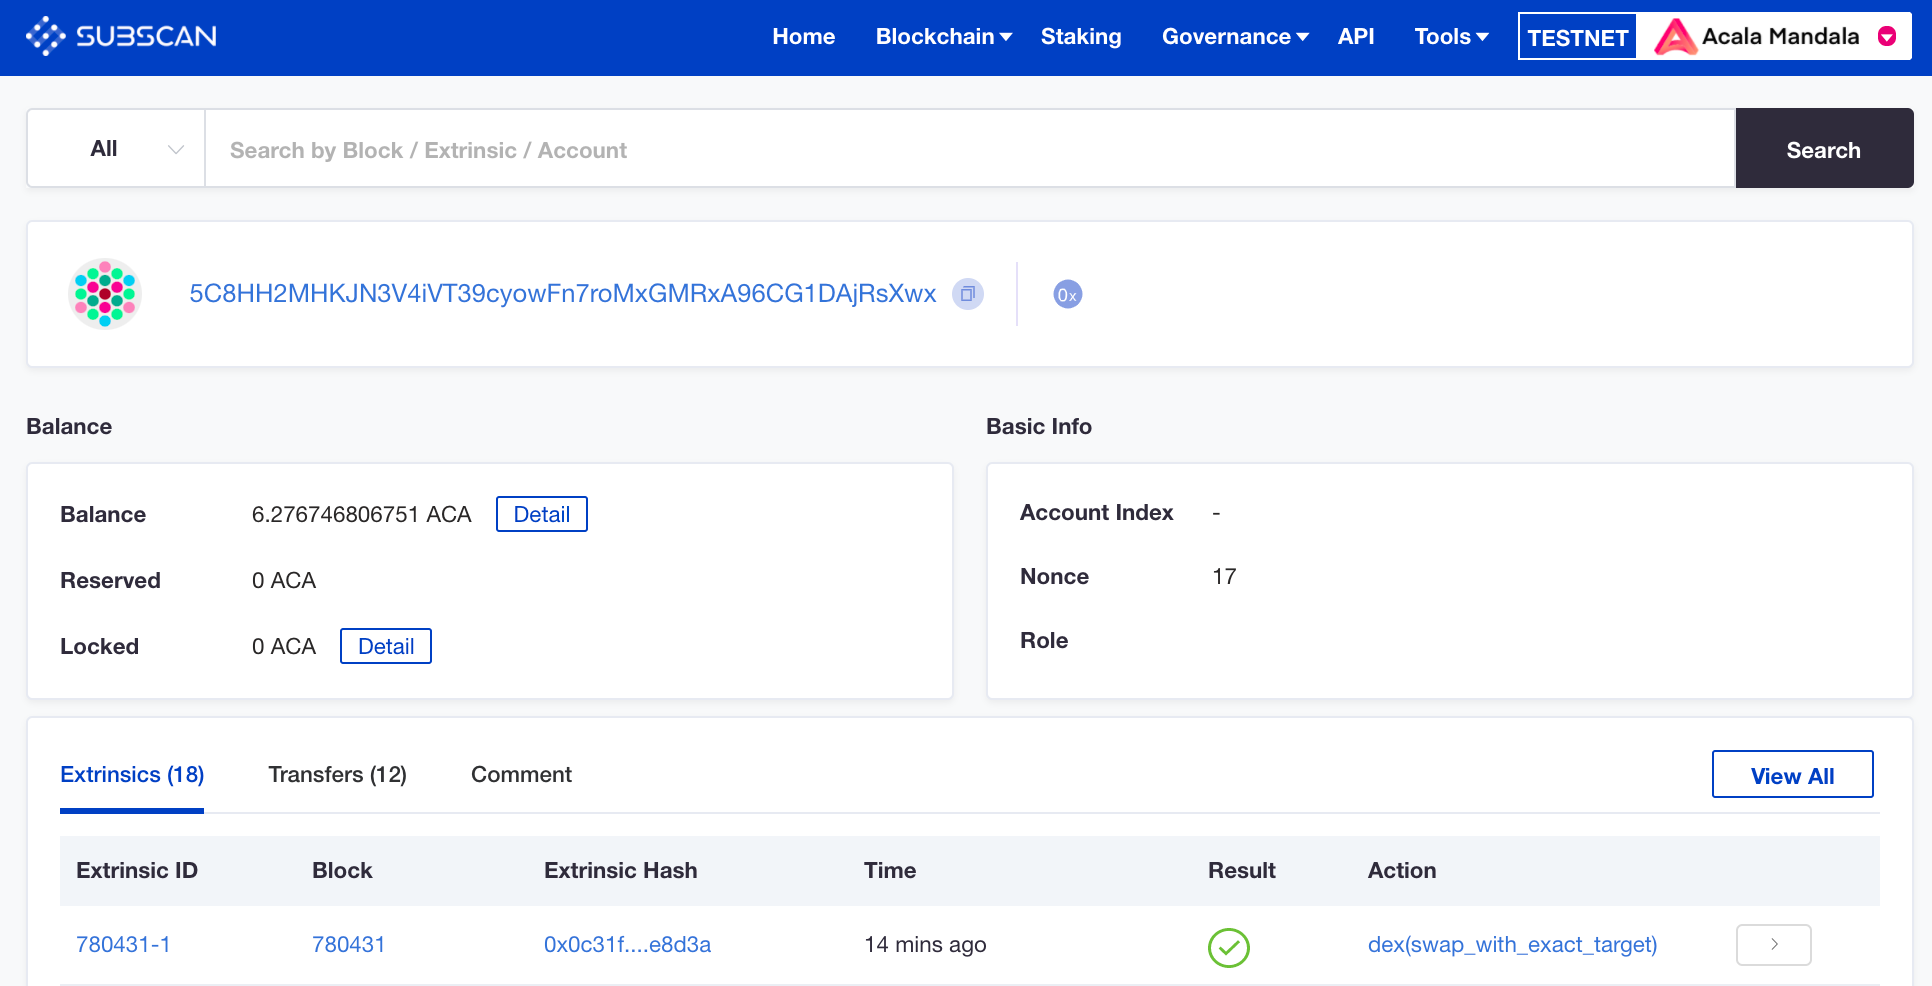 SUBSCAN
Home Blockchain Staking Governance API Tools TESTNET Acala Mandala
All Search by Block / Extrinsic / Account Search
5C8HH2MHKJN3V4iVT39cyowFn7roMxGMRxA96CG1DAjRsXwx 0x
Balance
Balance 6.276746806751 ACA Detail
Reserved 0 ACA
Locked 0 ACA Detail
Basic Info
Account Index -
Nonce 17
Role
Extrinsics (18) Transfers (12) Comment View All
Extrinsic ID Block Extrinsic Hash Time Result Action
780431-1 780431 0x0c31f....e8d3a 14 mins ago dex(swap_with_exact_target)